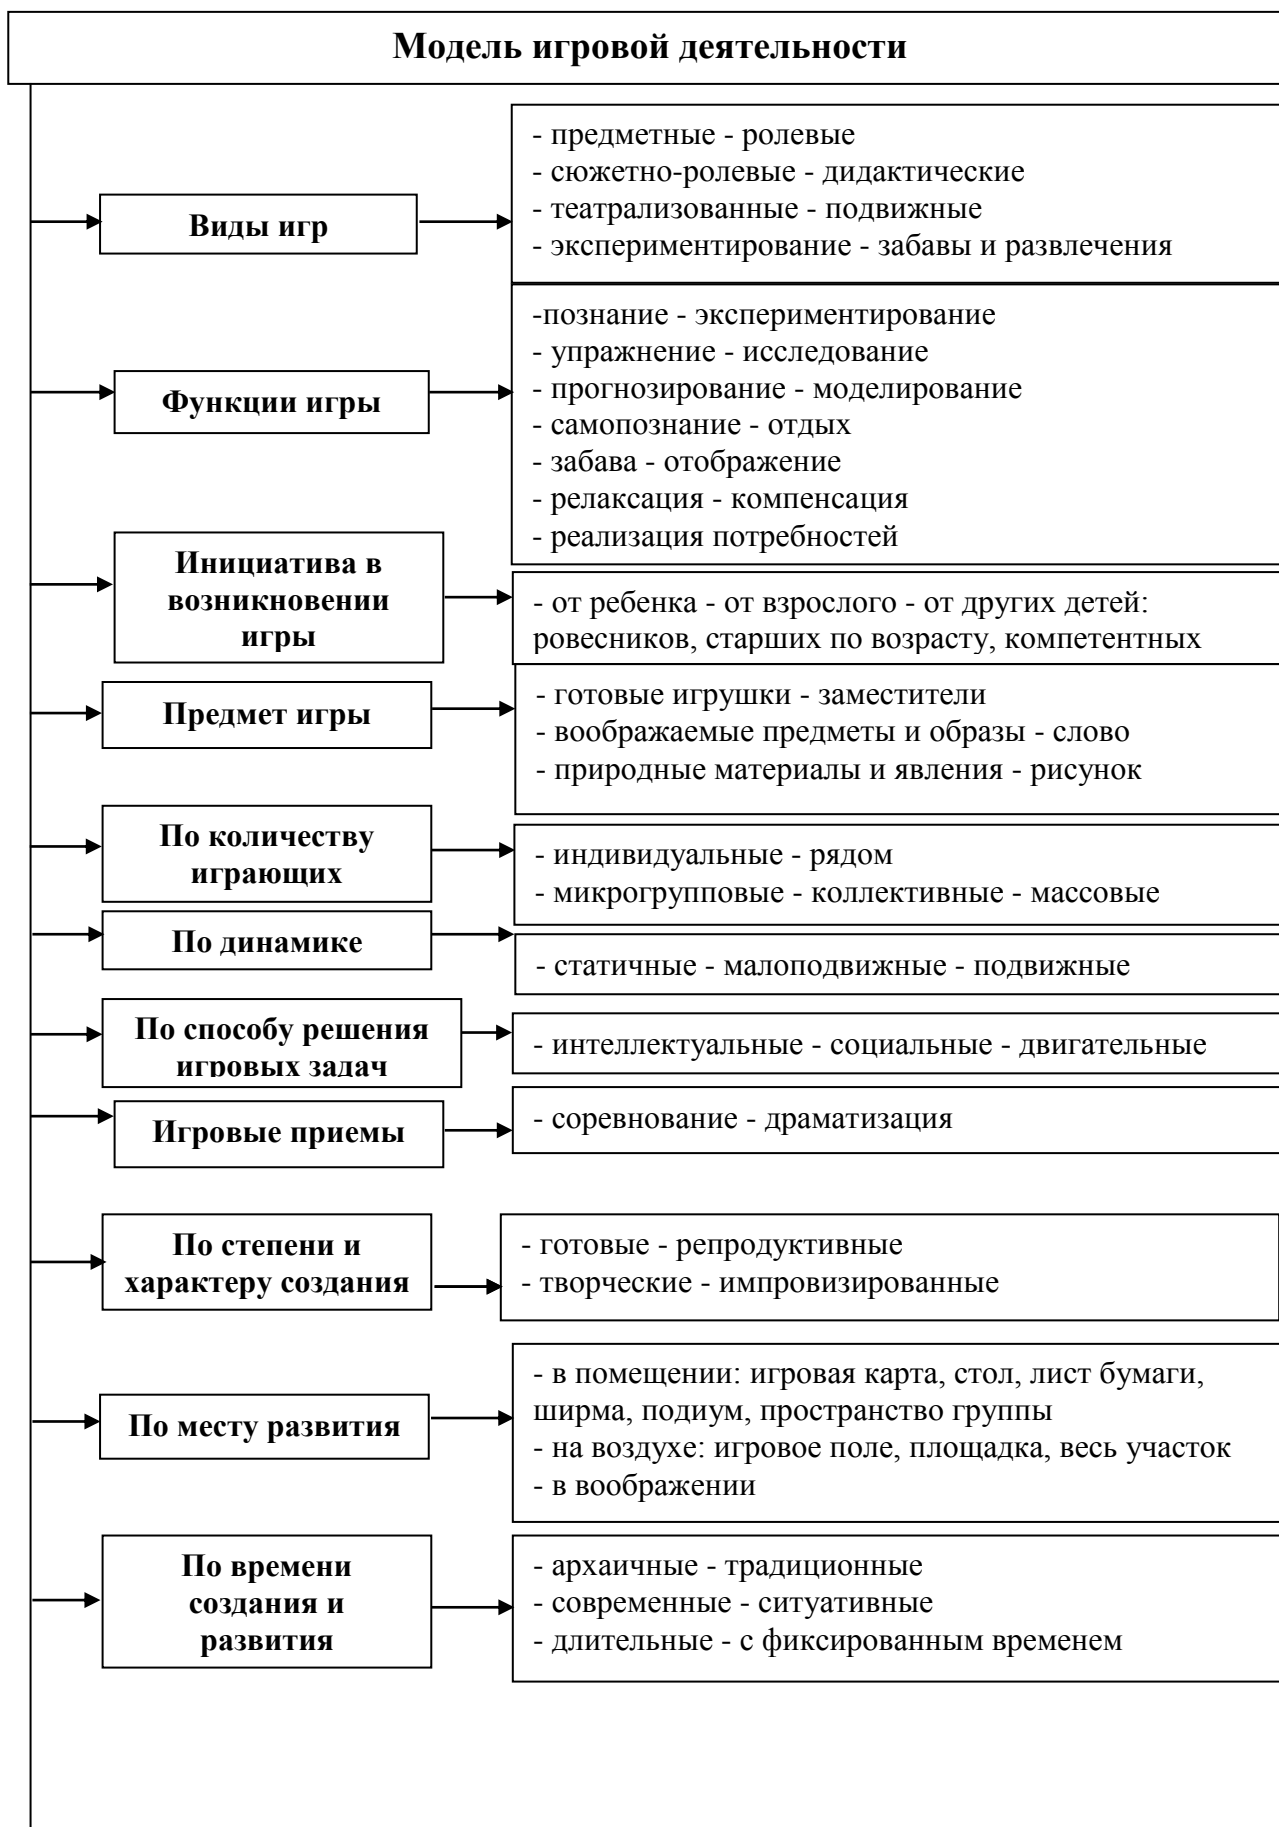 Модель игровой деятельности
Виды игр
- предметные - ролевые
- сюжетно-ролевые - дидактические
- театрализованные - подвижные
- экспериментирование - забавы и развлечения
Функции игры
-познание - экспериментирование
- упражнение - исследование
- прогнозирование - моделирование
- самопознание - отдых
- забава - отображение
- релаксация - компенсация
- реализация потребностей
Инициатива в
возникновении
игры
- от ребенка - от взрослого - от других детей:
ровесников, старших по возрасту, компетентных
Предмет игры
- готовые игрушки - заместители
- воображаемые предметы и образы - слово
- природные материалы и явления - рисунок
По количеству
играющих
- индивидуальные - рядом
- микрогрупповые - коллективные - массовые
По динамике
- статичные - малоподвижные - подвижные
По способу решения
игровых задач
- интеллектуальные - социальные - двигательные
Игровые приемы
- соревнование - драматизация
По степени и
характеру создания
- готовые - репродуктивные
- творческие - импровизированные
По месту развития
- в помещении: игровая карта, стол, лист бумаги,
ширма, подиум, пространство группы
- на воздухе: игровое поле, площадка, весь участок
- в воображении
По времени
создания и
развития
- архаичные - традиционные
- современные - ситуативные
- длительные - с фиксированным временем